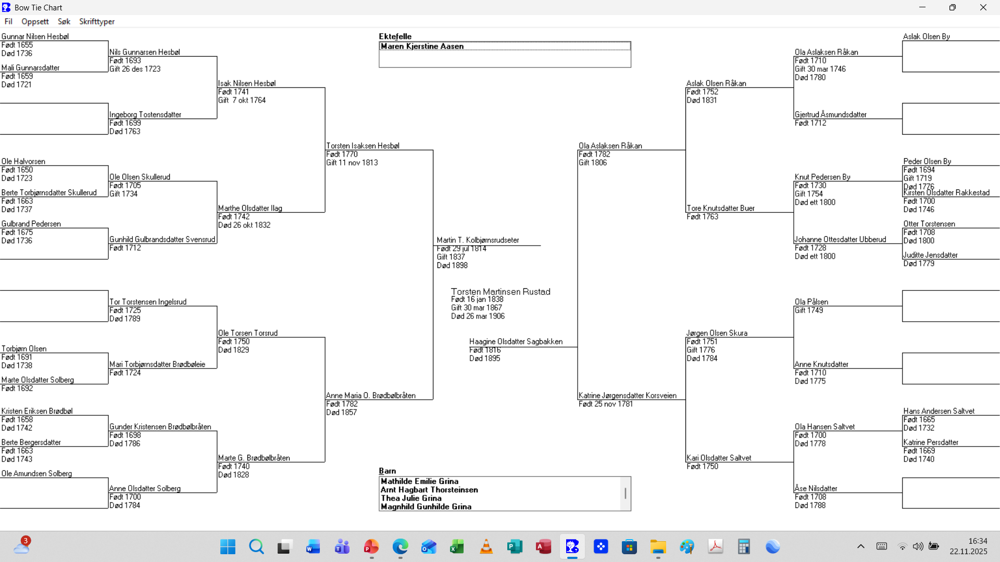 Bow Tie Chart
Fil Oppsett Søk Skrifttyper
Gunnar Nilsen Hesbøl
Født 1655
Død 1736
Mali Gunnarsdatter
Født 1659
Død 1721
Ole Halvorsen
Født 1650
Død 1723
Berte Torbjørnsdatter Skullerud
Født 1663
Død 1737
Gulbrand Pedersen
Født 1675
Død 1736
Torbjørn Olsen
Født 1691
Død 1738
Marte Olsdatter Solberg
Født 1692
Kristen Eriksen Brødbøl
Født 1658
Død 1742
Berte Bergersdatter
Født 1663
Død 1743
Ole Amundsen Solberg
Nils Gunnarsen Hesbøl
Født 1693
Gift 26 des 1723
Ingeborg Tostensdatter
Født 1699
Død 1763
Ole Olsen Skullerud
Født 1705
Gift 1734
Gunhild Gulbrandsdatter Svensrud
Født 1712
Tor Torstensen Ingelsrud
Født 1725
Død 1789
Mari Torbjørnsdatter Brødbøleie
Født 1724
Gunder Kristensen Brødbølbråten
Født 1698
Død 1786
Anne Olsdatter Solberg
Født 1700
Død 1784
Isak Nilsen Hesbøl
Født 1741
Gift 7 okt 1764
Marthe Olsdatter Ilag
Født 1742
Død 26 okt 1832
Ole Torsen Torsrud
Født 1750
Død 1829
Marte G. Brødbølbråten
Født 1740
Død 1828
Torsten Isaksen Hesbøl
Født 1770
Gift 11 nov 1813
Anne Maria O. Brødbølbråten
Født 1782
Død 1857
Ektefelle
Maren Kjerstine Aasen
Martin T. Kolbjørnsrudseter
Født 29 jul 1814
Gift 1837
Død 1898
Torsten Martinsen Rustad
Født 16 jan 1838
Gift 30 mar 1867
Død 26 mar 1906
Haagine Olsdatter Sagbakken
Født 1816
Død 1895
Barn
Mathilde Emilie Grina
Arnt Hagbart Thorsteinsen
Thea Julie Grina
Magnhild Gunhilde Grina
Ola Aslaksen Råkan
Født 1782
Gift 1806
Katrine Jørgensdatter Korsveien
Født 25 nov 1781
Aslak Olsen Råkan
Født 1752
Død 1831
Tore Knutsdatter Buer
Født 1763
Jørgen Olsen Skura
Født 1751
Gift 1776
Død 1784
Kari Olsdatter Saltvet
Født 1750
Ola Aslaksen Råkan
Født 1710
Gift 30 mar 1746
Død 1780
Gjertrud Åsmundsdatter
Født 1712
Knut Pedersen By
Født 1730
Gift 1754
Død ett 1800
Johanne Ottesdatter Ubberud
Født 1728
Død ett 1800
Ola Pålsen
Gift 1749
Anne Knutsdatter
Født 1710
Død 1775
Ola Hansen Saltvet
Født 1700
Død 1778
Åse Nilsdatter
Født 1708
Død 1788
Aslak Olsen By
Peder Olsen By
Født 1694
Gift 1719
Død 1776
Kirsten Olsdatter Rakkestad
Født 1700
Død 1746
Otter Torstensen
Født 1708
Død 1800
Juditte Jensdatter
Død 1779
Hans Andersen Saltvet
Født 1665
Død 1732
Katrine Persdatter
Født 1669
Død 1740
3
16:34
22.11.2025